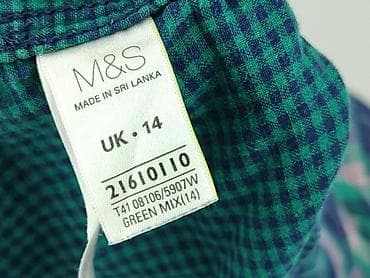 M&S
MADE IN SRI LANKA
UK • 14
21610110
T41 08106/5907W
GREEN MIX(14)